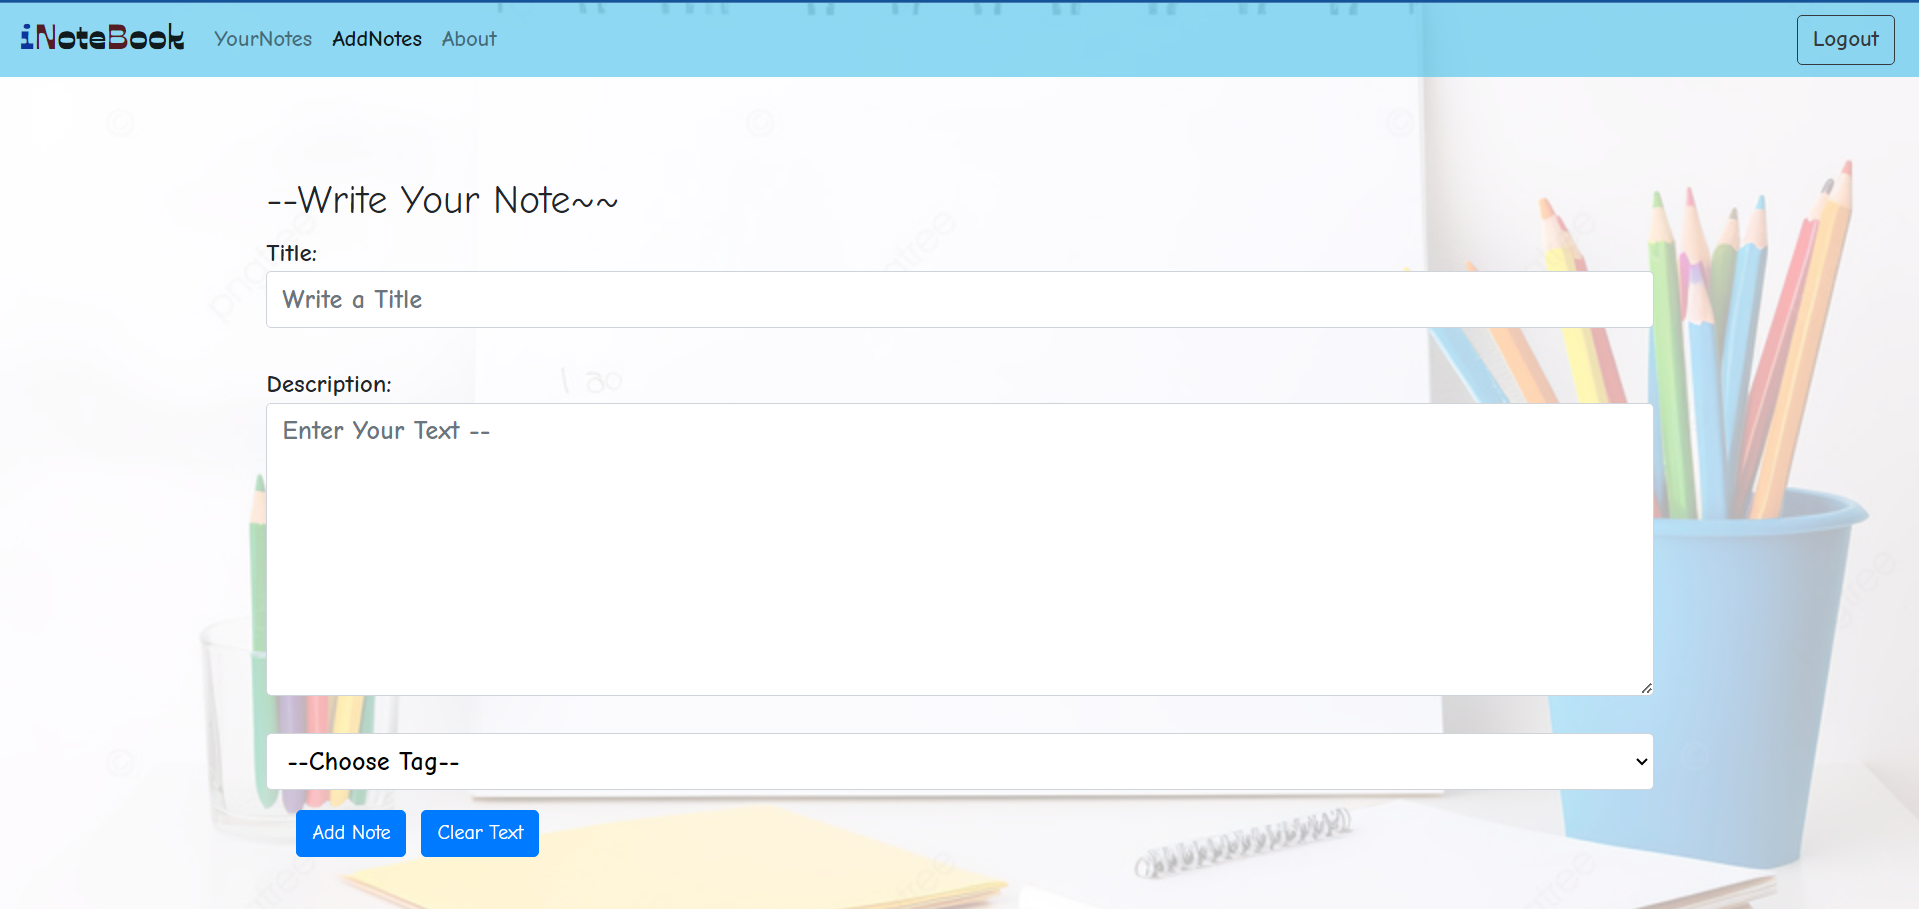 iNoteBook YourNotes AddNotes About Logout
--Write Your Note~~
Title:
Write a Title
Description:
Enter Your Text --
--Choose Tag--
Add Note Clear Text